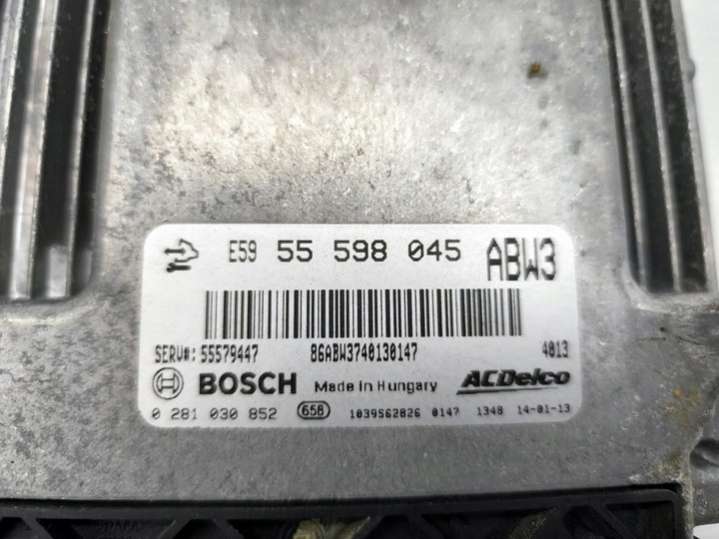 E59 55 598 045 ABW3
SERV#: 55579447 86ABW3740130147 4013
BOSCH Made in Hungary ACDelco
0 281 030 852 658 1039S62826 0147 1348 14-01-13